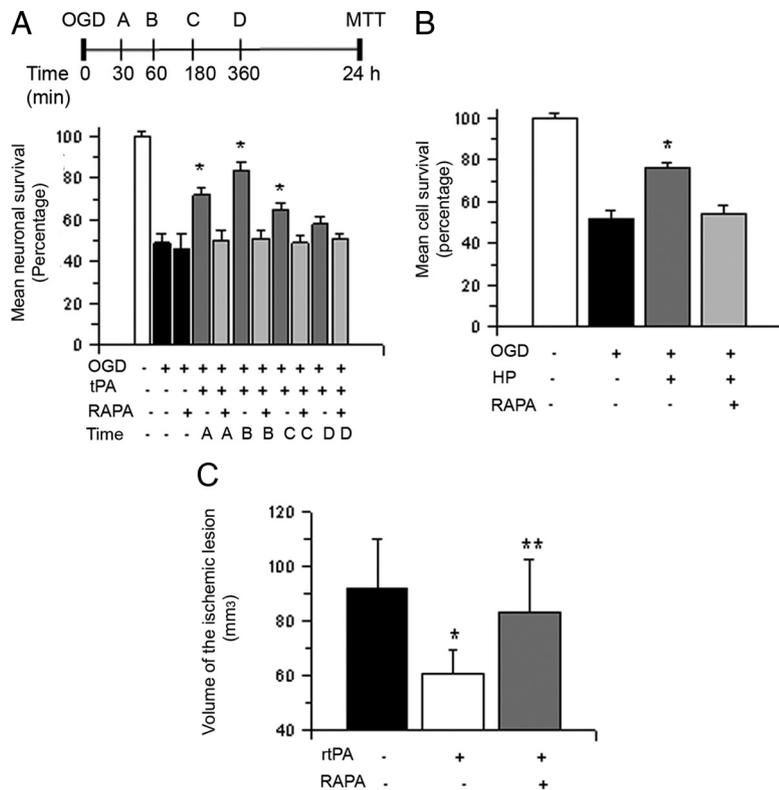 A
OGD A B C D MTT
0 30 60 180 360 24 h
Time
(min)
Mean neuronal survival
(Percentage)
100
80
60
40
20
0
* * *
OGD - + + + + + + + + + +
tPA - - - + + + + + + + +
RAPA - - + - + - + - + - +
Time - - - A A B B C C D D
B
Mean cell survival
(percentage)
100
80
60
40
20
0
*
OGD - + + +
HP - - + +
RAPA - - - +
C
Volume of the ischemic lesion
(mm3)
120
100
80
60
40
* **
rtPA - + +
RAPA - - +